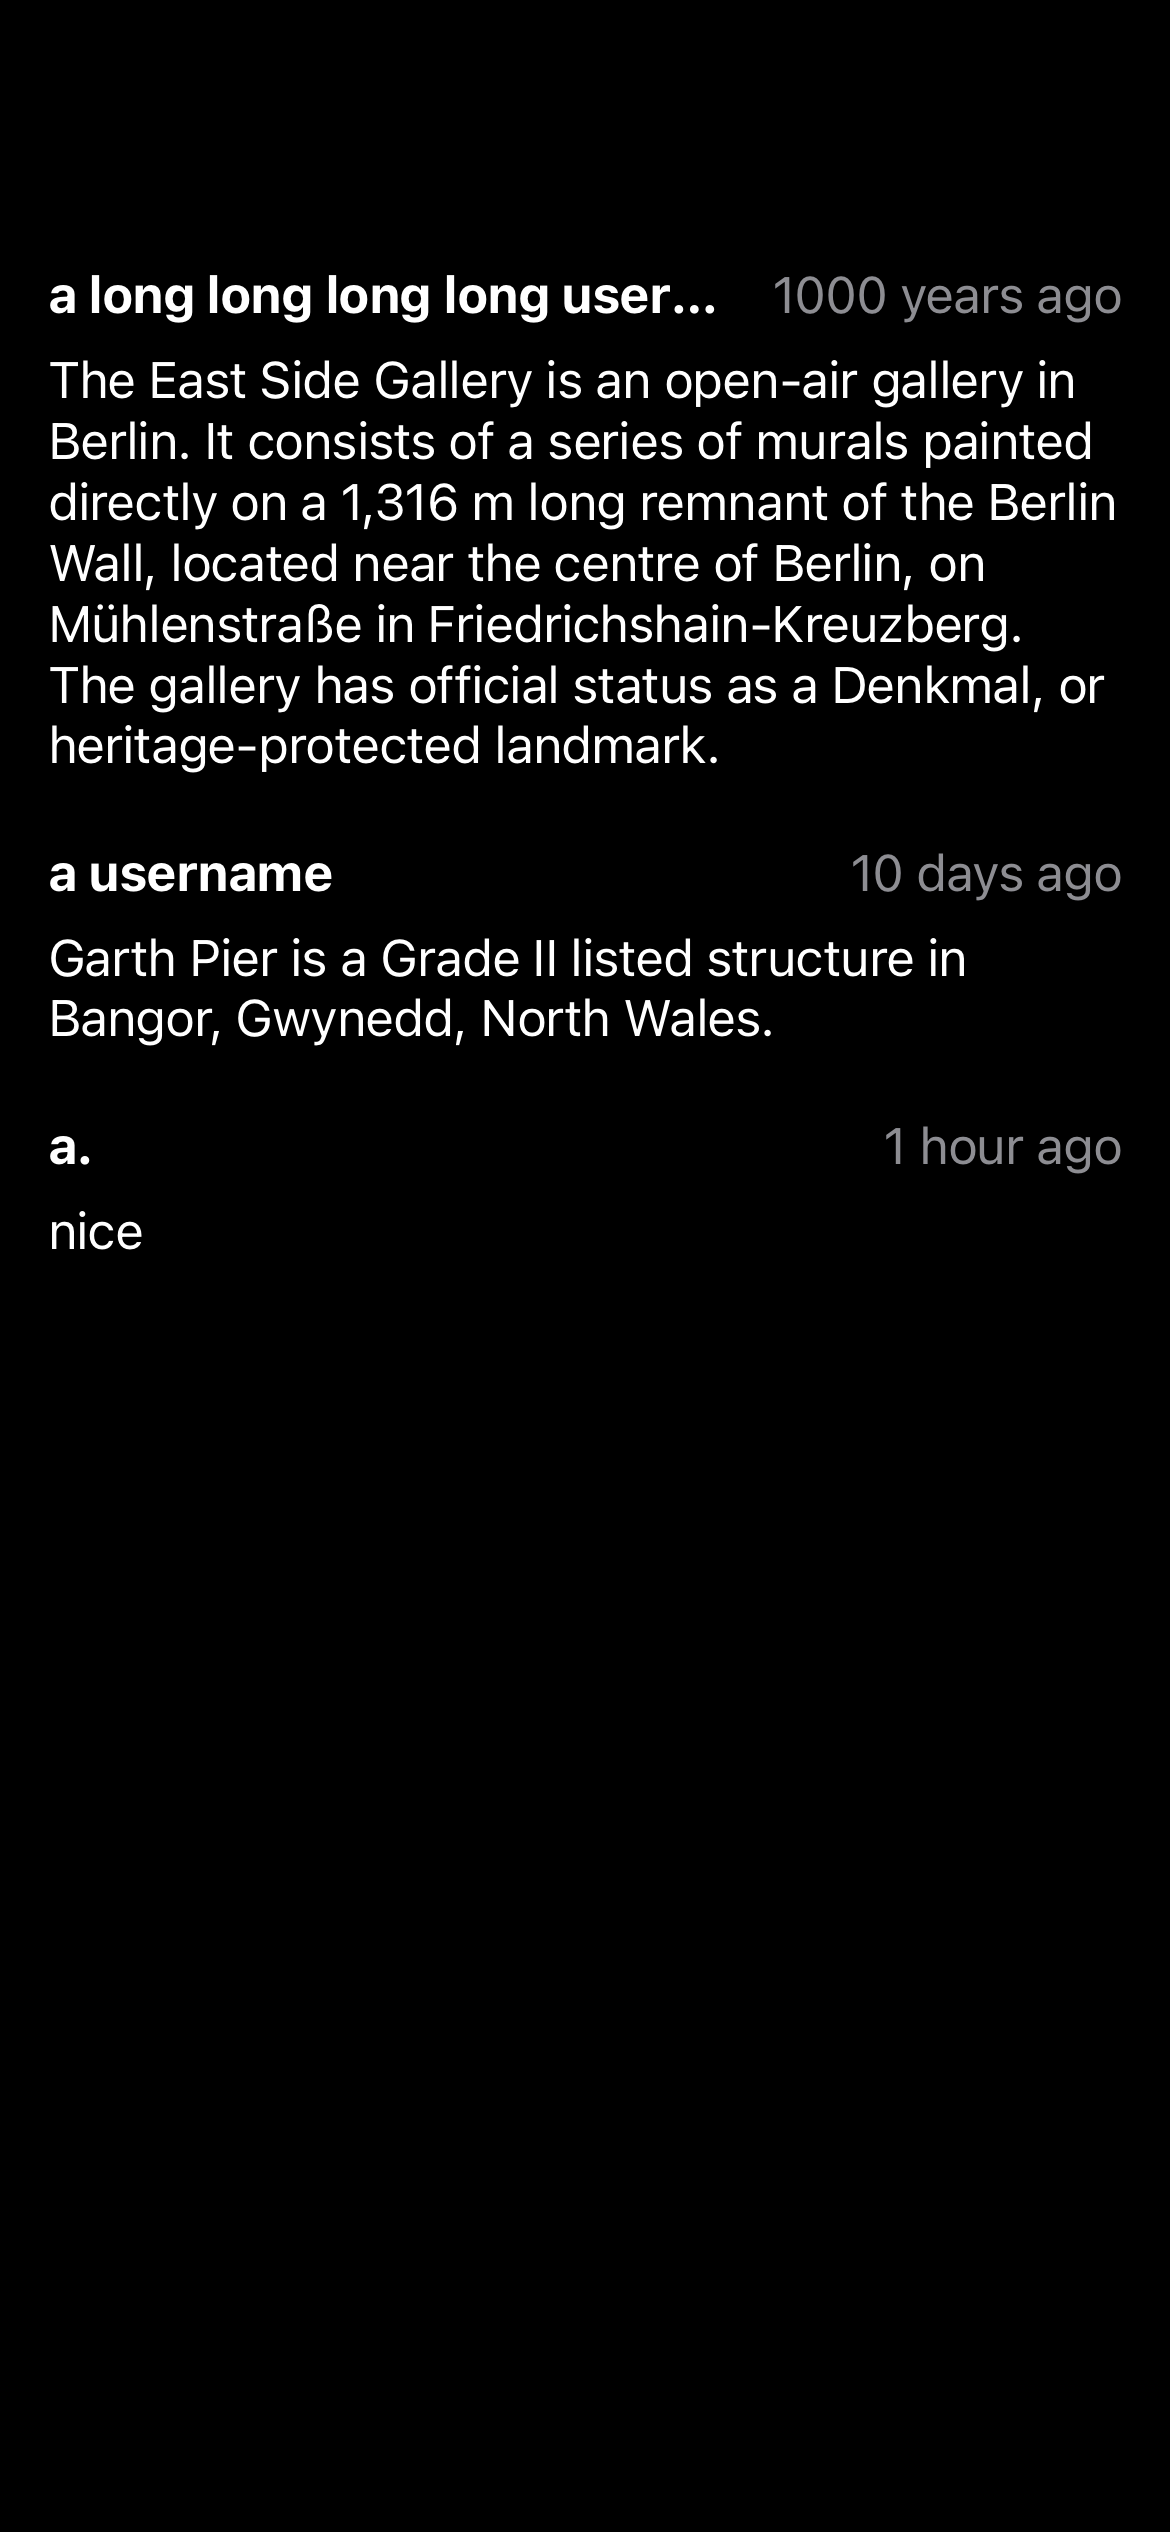 a long long long long user...
1000 years ago
The East Side Gallery is an open-air gallery in
Berlin. It consists of a series of murals painted
directly on a 1,316 m long remnant of the Berlin
Wall, located near the centre of Berlin, on
Mühlenstraße in Friedrichshain-Kreuzberg.
The gallery has official status as a Denkmal, or
heritage-protected landmark.
a username
10 days ago
Garth Pier is a Grade II listed structure in
Bangor, Gwynedd, North Wales.
a.
1 hour ago
nice